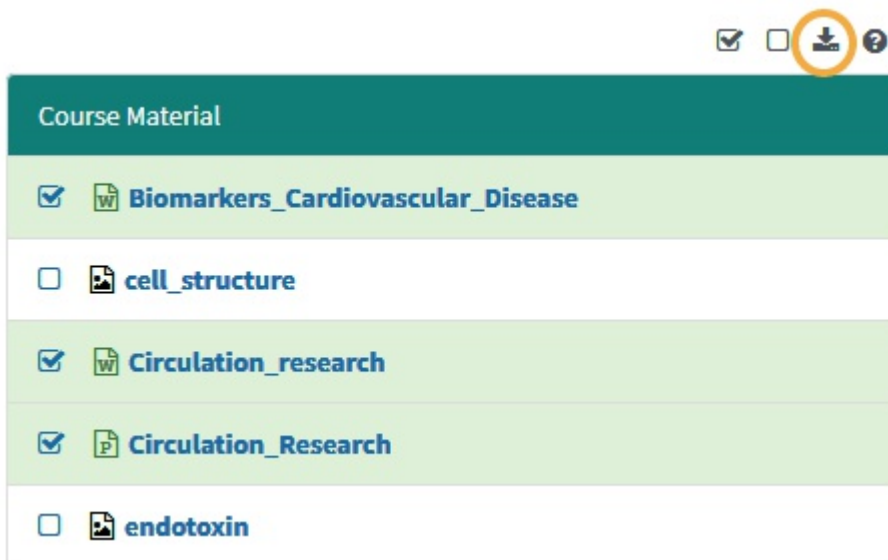 Course Material
Biomarkers_Cardiovascular_Disease
cell_structure
Circulation_research
Circulation_Research
endotoxin